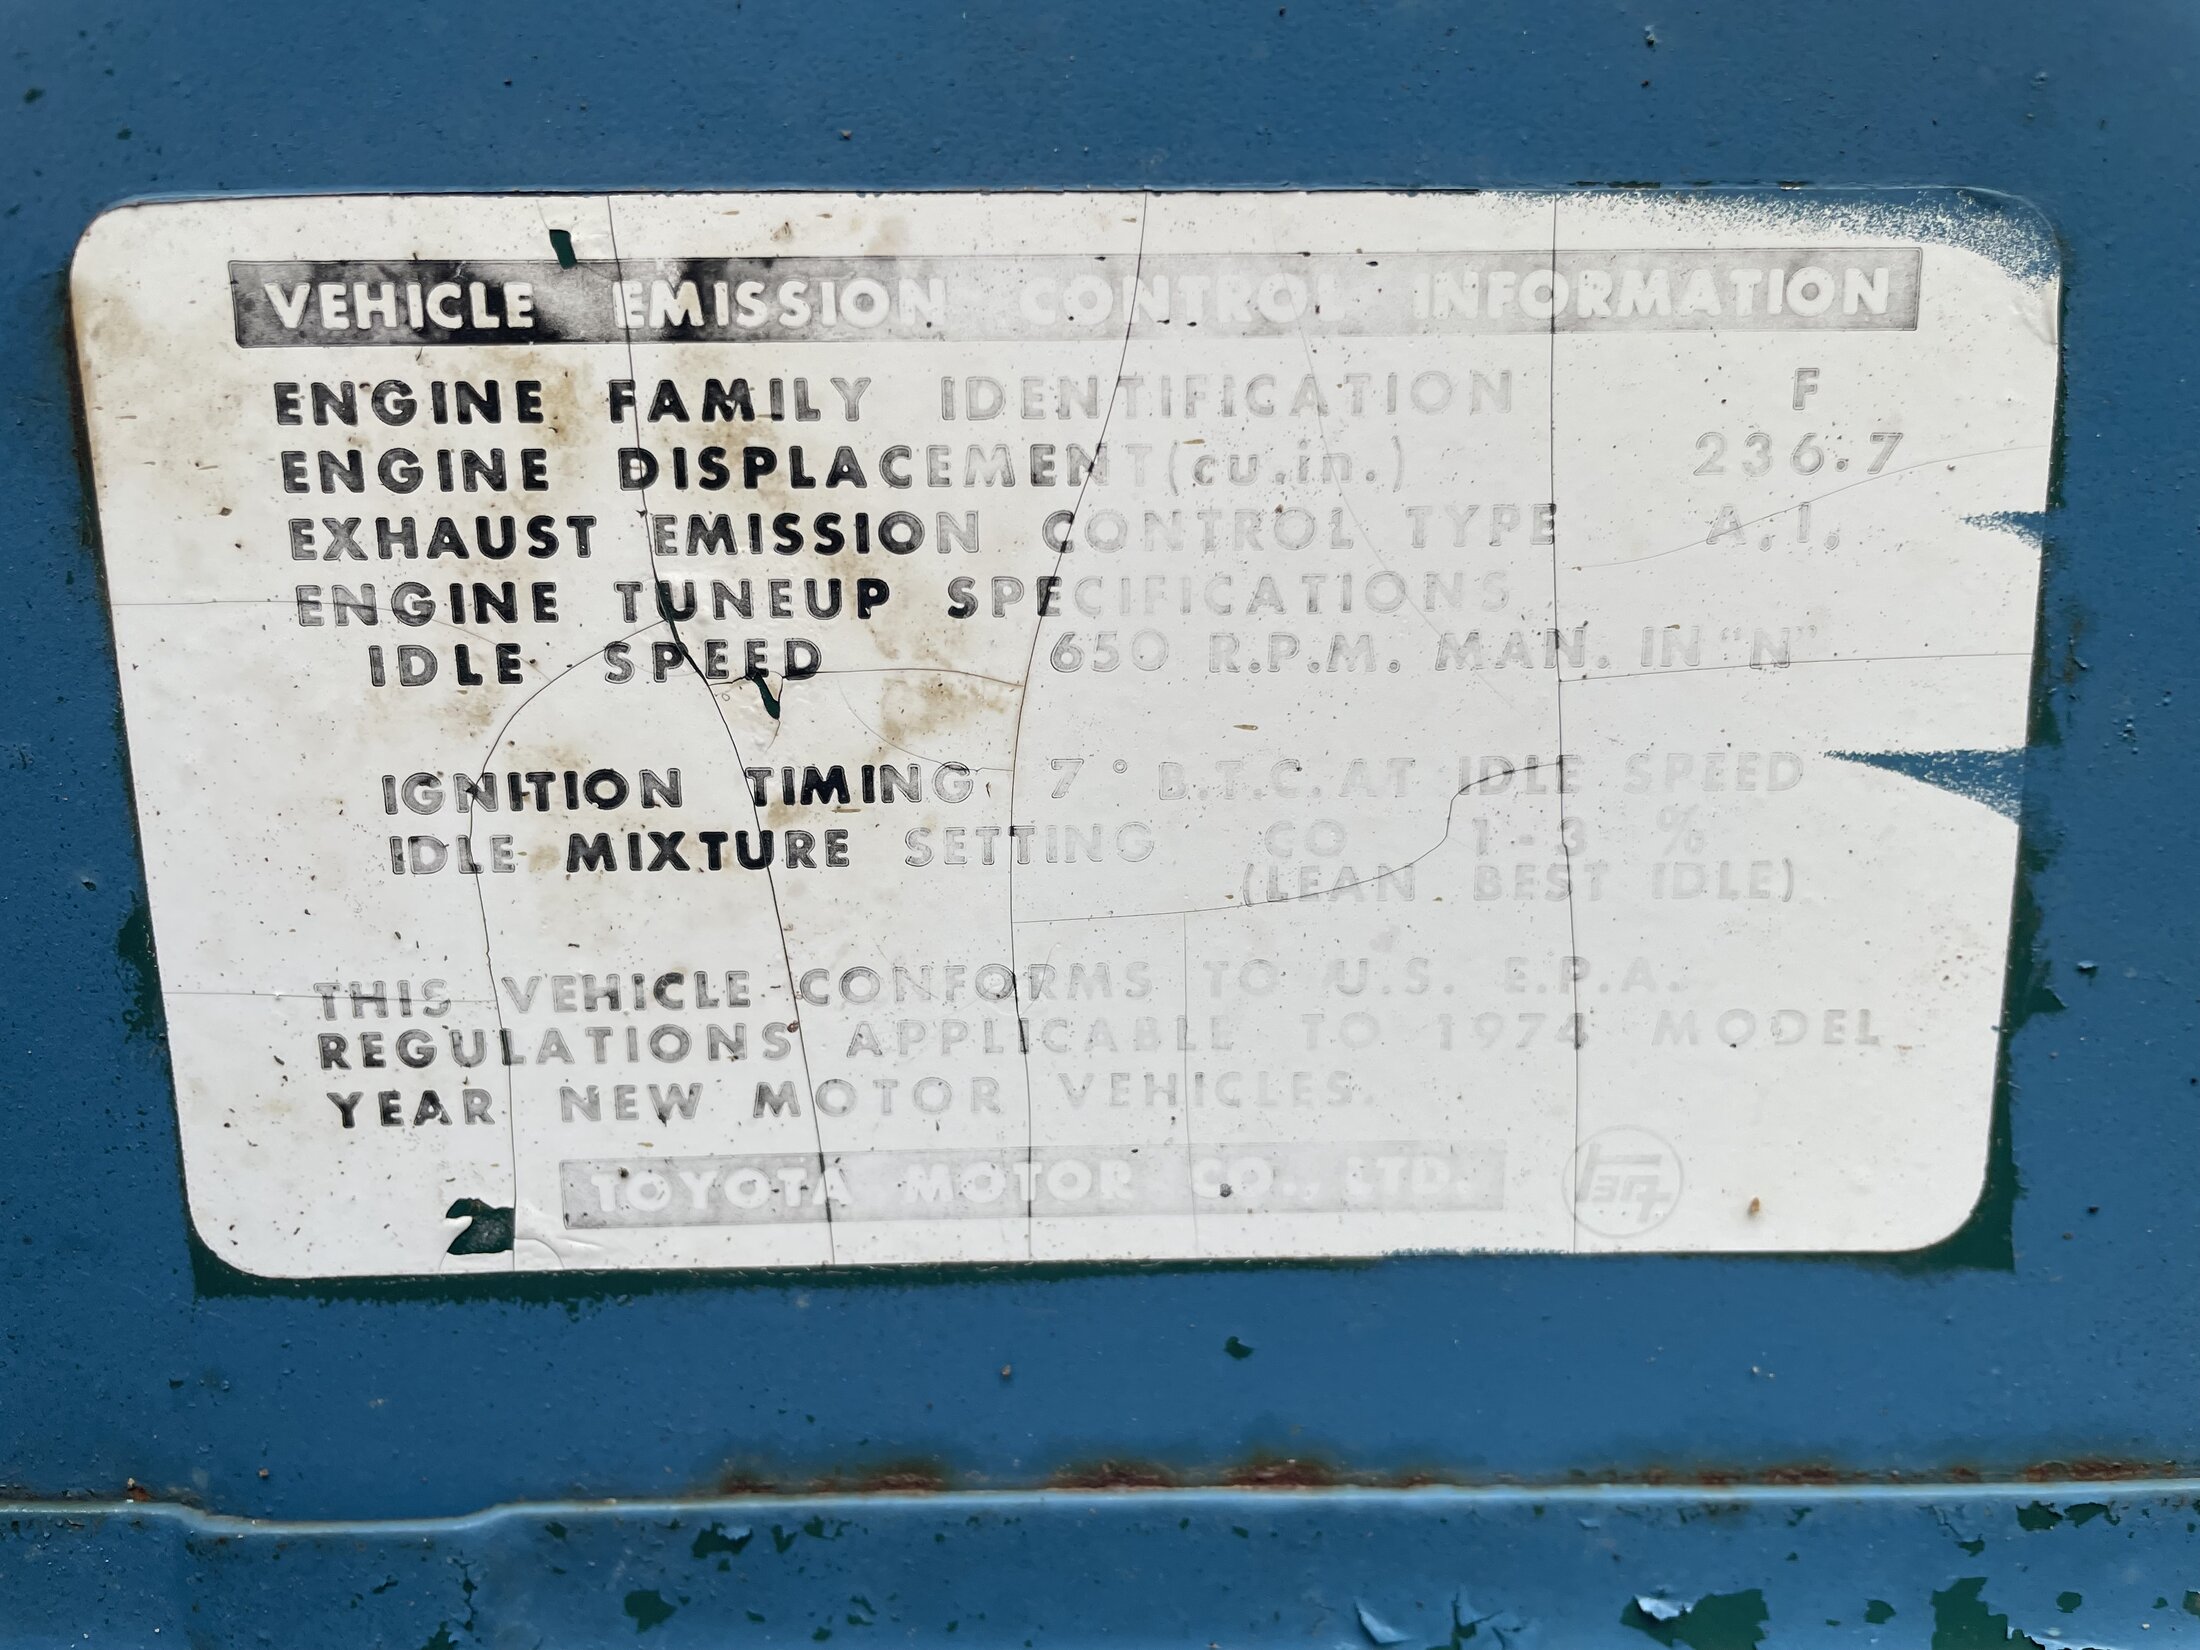 VEHICLE EMISSION CONTROL INFORMATION
ENGINE FAMILY IDENTIFICATION F
ENGINE DISPLACEMENT(cu.in.) 236.7
EXHAUST EMISSION CONTROL TYPE A.I.
ENGINE TUNEUP SPECIFICATIONS
IDLE SPEED 650 R.P.M. MAN. IN "N"
IGNITION TIMING 7° B.T.C. AT IDLE SPEED
IDLE MIXTURE SETTING CO 1-3 %
(LEAN BEST IDLE)
THIS VEHICLE CONFORMS TO U.S. E.P.A.
REGULATIONS APPLICABLE TO 1974 MODEL
YEAR NEW MOTOR VEHICLES.
TOYOTA MOTOR CO., LTD. TEQ